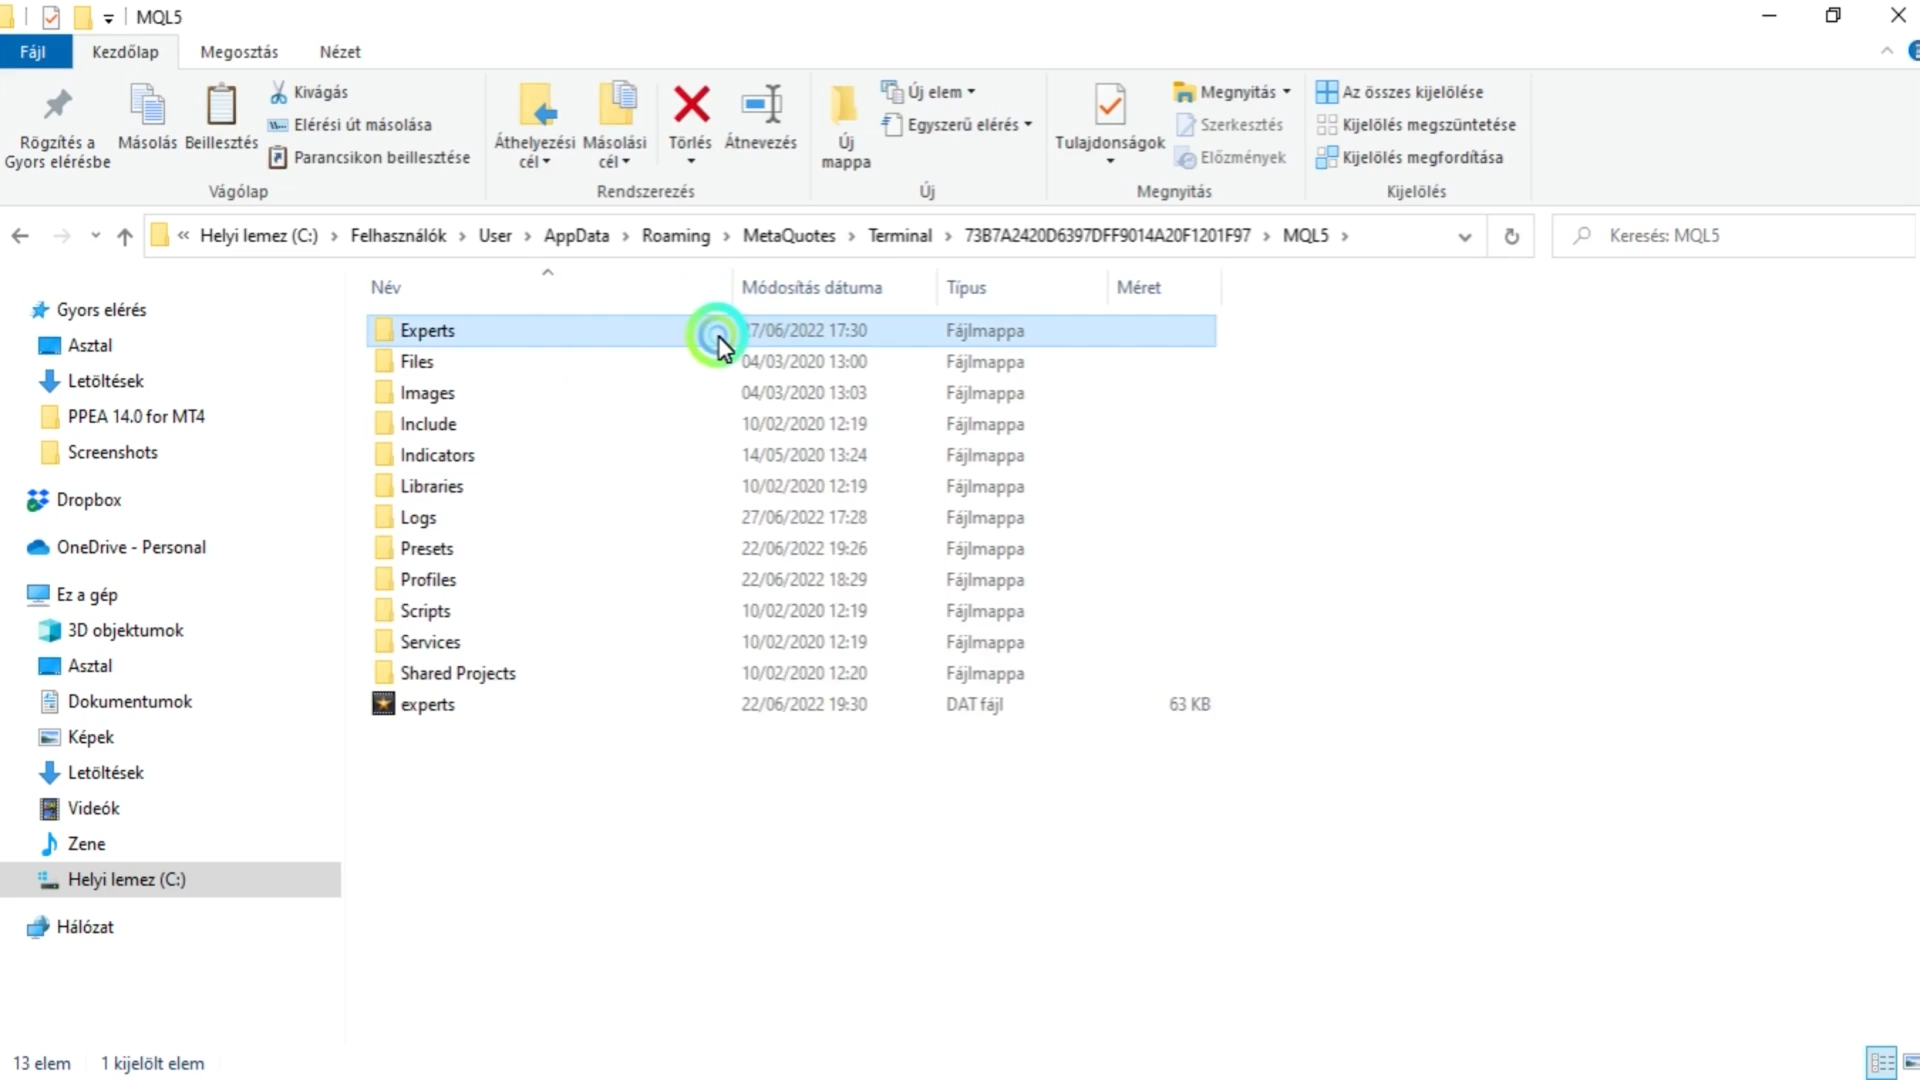 MQL5
Fájl Kezdőlap Megosztás Nézet
Rögzítés a Gyors elérésbe
Másolás
Beillesztés
Kivágás
Elérési út másolása
Parancsikon beillesztése
Vágólap
Áthelyezési cél
Másolási cél
Törlés
Átnevezés
Rendszerezés
Új mappa
Új elem
Egyszerű elérés
Új
Tulajdonságok
Megnyitás
Szerkesztés
Előzmények
Megnyitás
Az összes kijelölése
Kijelölés megszüntetése
Kijelölés megfordítása
Kijelölés
« Helyi lemez (C:) › Felhasználók › User › AppData › Roaming › MetaQuotes › Terminal › 73B7A2420D6397DFF9014A20F1201F97 › MQL5 ›
Keresés: MQL5
Gyors elérés
Asztal
Letöltések
PPEA 14.0 for MT4
Screenshots
Dropbox
OneDrive - Personal
Ez a gép
3D objektumok
Asztal
Dokumentumok
Képek
Letöltések
Videók
Zene
Helyi lemez (C:)
Hálózat
Név Módosítás dátuma Típus Méret
Experts 27/06/2022 17:30 Fájlmappa
Files 04/03/2020 13:00 Fájlmappa
Images 04/03/2020 13:03 Fájlmappa
Include 10/02/2020 12:19 Fájlmappa
Indicators 14/05/2020 13:24 Fájlmappa
Libraries 10/02/2020 12:19 Fájlmappa
Logs 27/06/2022 17:28 Fájlmappa
Presets 22/06/2022 19:26 Fájlmappa
Profiles 22/06/2022 18:29 Fájlmappa
Scripts 10/02/2020 12:19 Fájlmappa
Services 10/02/2020 12:19 Fájlmappa
Shared Projects 10/02/2020 12:20 Fájlmappa
experts 22/06/2022 19:30 DAT fájl 63 KB
13 elem 1 kijelölt elem